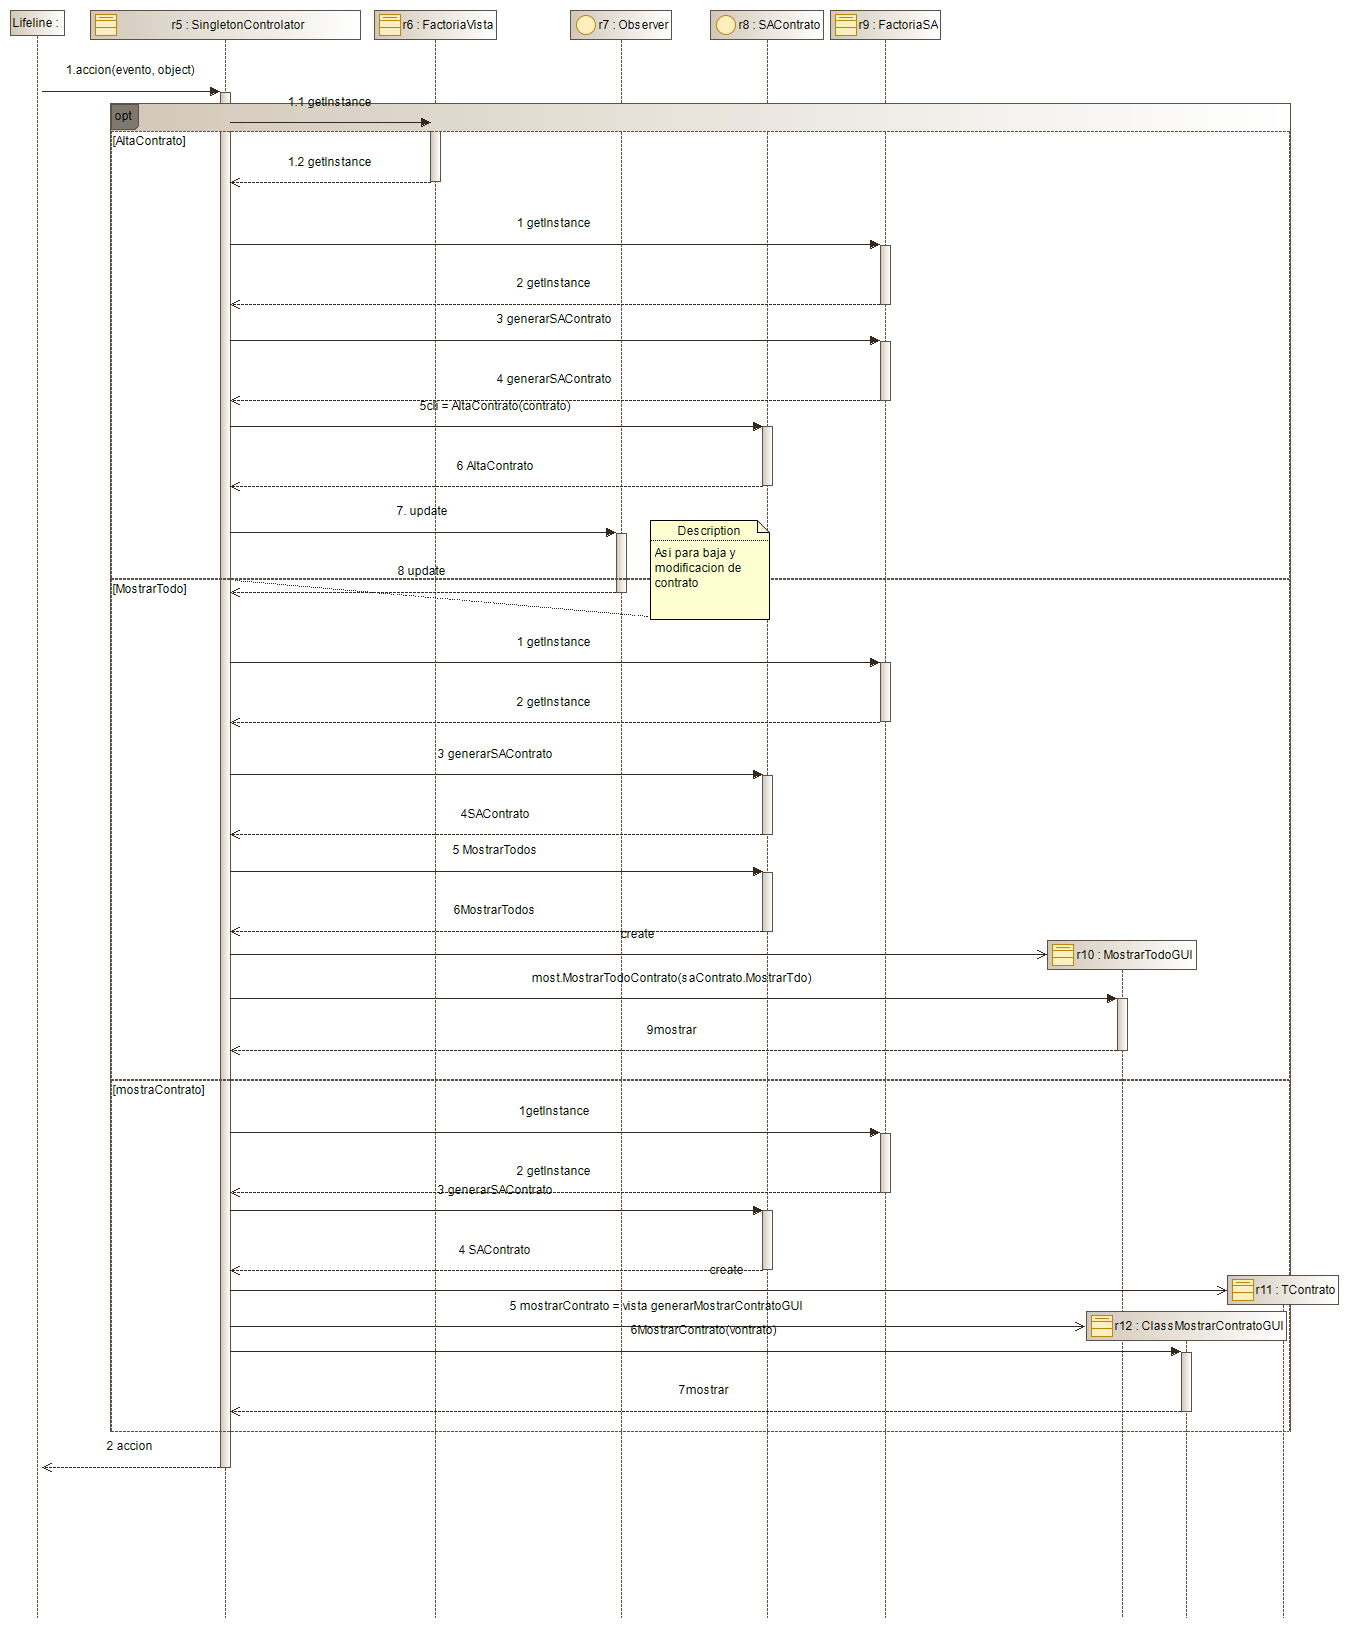 Lifeline :
r5 : SingletonControlator
r6 : FactoriaVista
r7 : Observer
r8 : SAContrato
r9 : FactoriaSA
1.accion(evento, object)
opt
1.1 getInstance
[AltaContrato]
1.2 getInstance
1 getInstance
2 getInstance
3 generarSAContrato
4 generarSAContrato
5cli = AltaContrato(contrato)
6 AltaContrato
7. update
Description
Asi para baja y
modificacion de
contrato
8 update
[MostrarTodo]
1 getInstance
2 getInstance
3 generarSAContrato
4SAContrato
5 MostrarTodos
6MostrarTodos
create
r10 : MostrarTodoGUI
most.MostrarTodoContrato(saContrato.MostrarTdo)
9mostrar
[mostraContrato]
1getInstance
2 getInstance
3 generarSAContrato
4 SAContrato
create
r11 : TContrato
5 mostrarContrato = vista generarMostrarContratoGUI
r12 : ClassMostrarContratoGUI
6MostrarContrato(vontrato)
7mostrar
2 accion